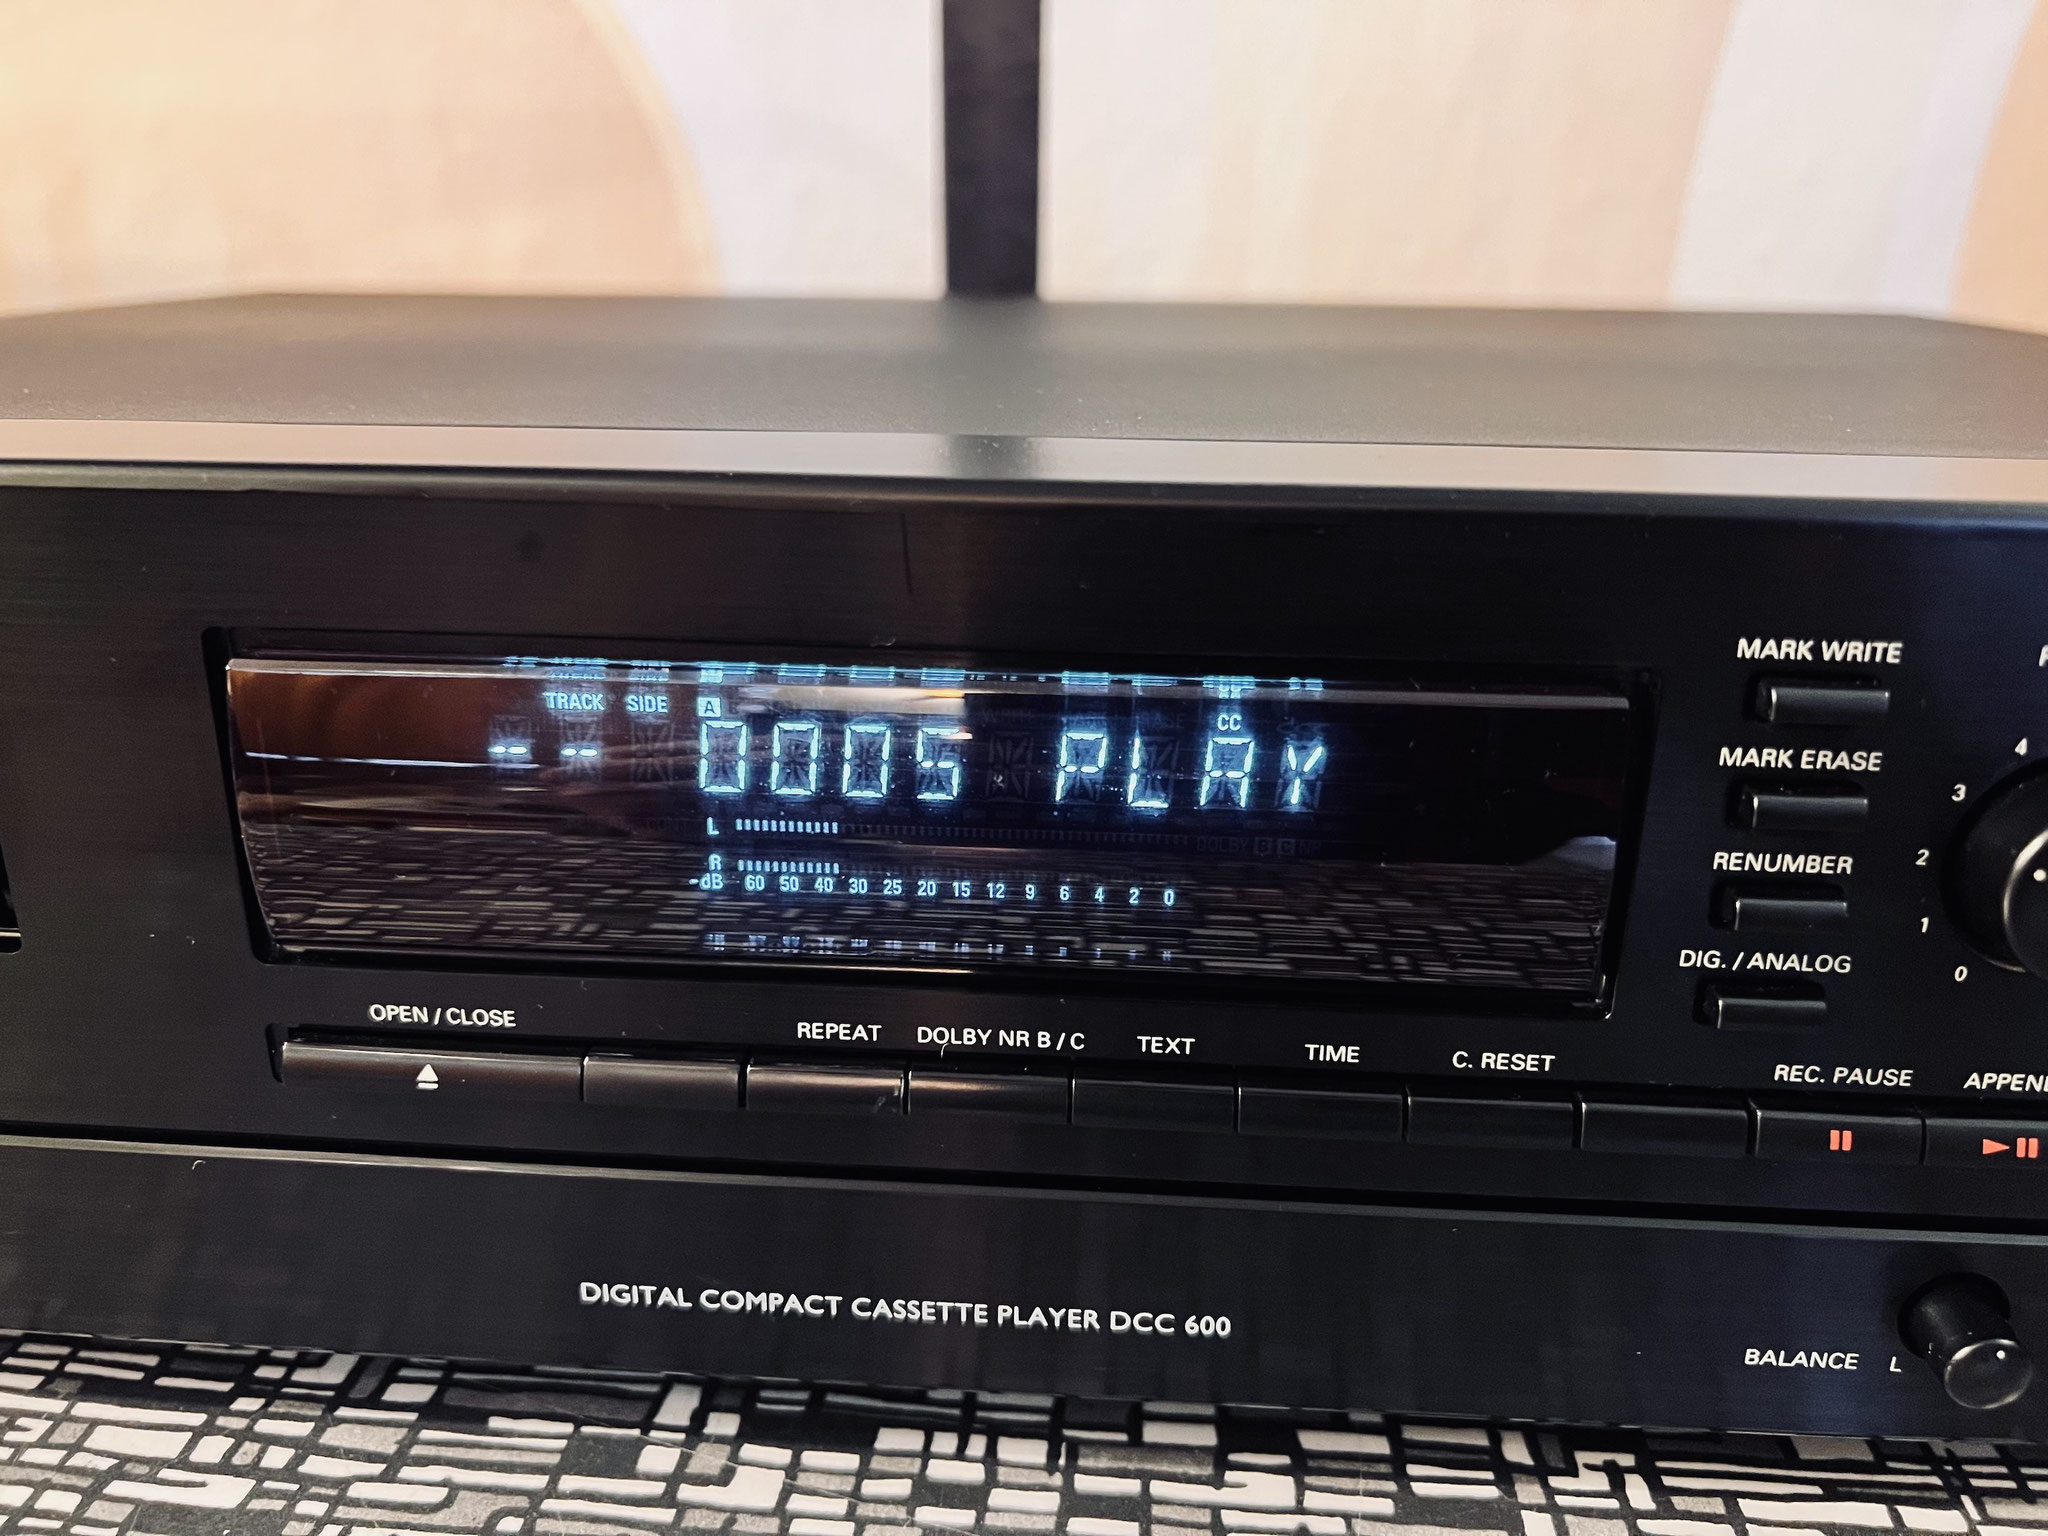 MARK WRITE
TRACK SIDE A
CC
-- 0005 PLAY
MARK ERASE
4
3
L
DOLBY B C NR
R
-dB 60 50 40 30 25 20 15 12 9 6 4 2 0
RENUMBER
2
1
DIG. / ANALOG
0
OPEN / CLOSE
REPEAT DOLBY NR B / C TEXT TIME C. RESET REC. PAUSE APPEN
DIGITAL COMPACT CASSETTE PLAYER DCC 600
BALANCE L